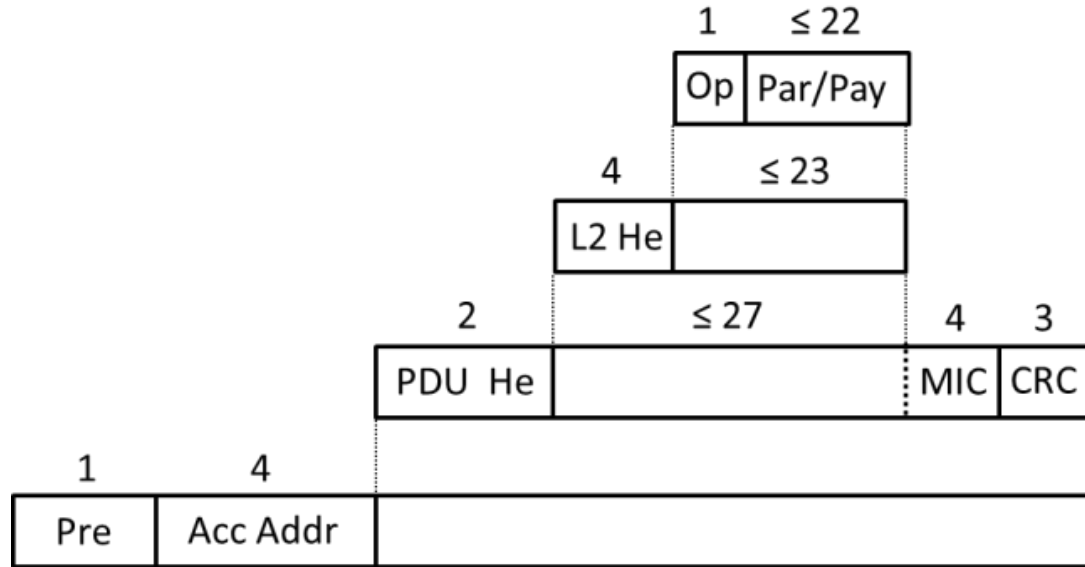 1 ≤ 22
Op Par/Pay
4 ≤ 23
L2 He
2 ≤ 27 4 3
PDU He MIC CRC
1 4
Pre Acc Addr